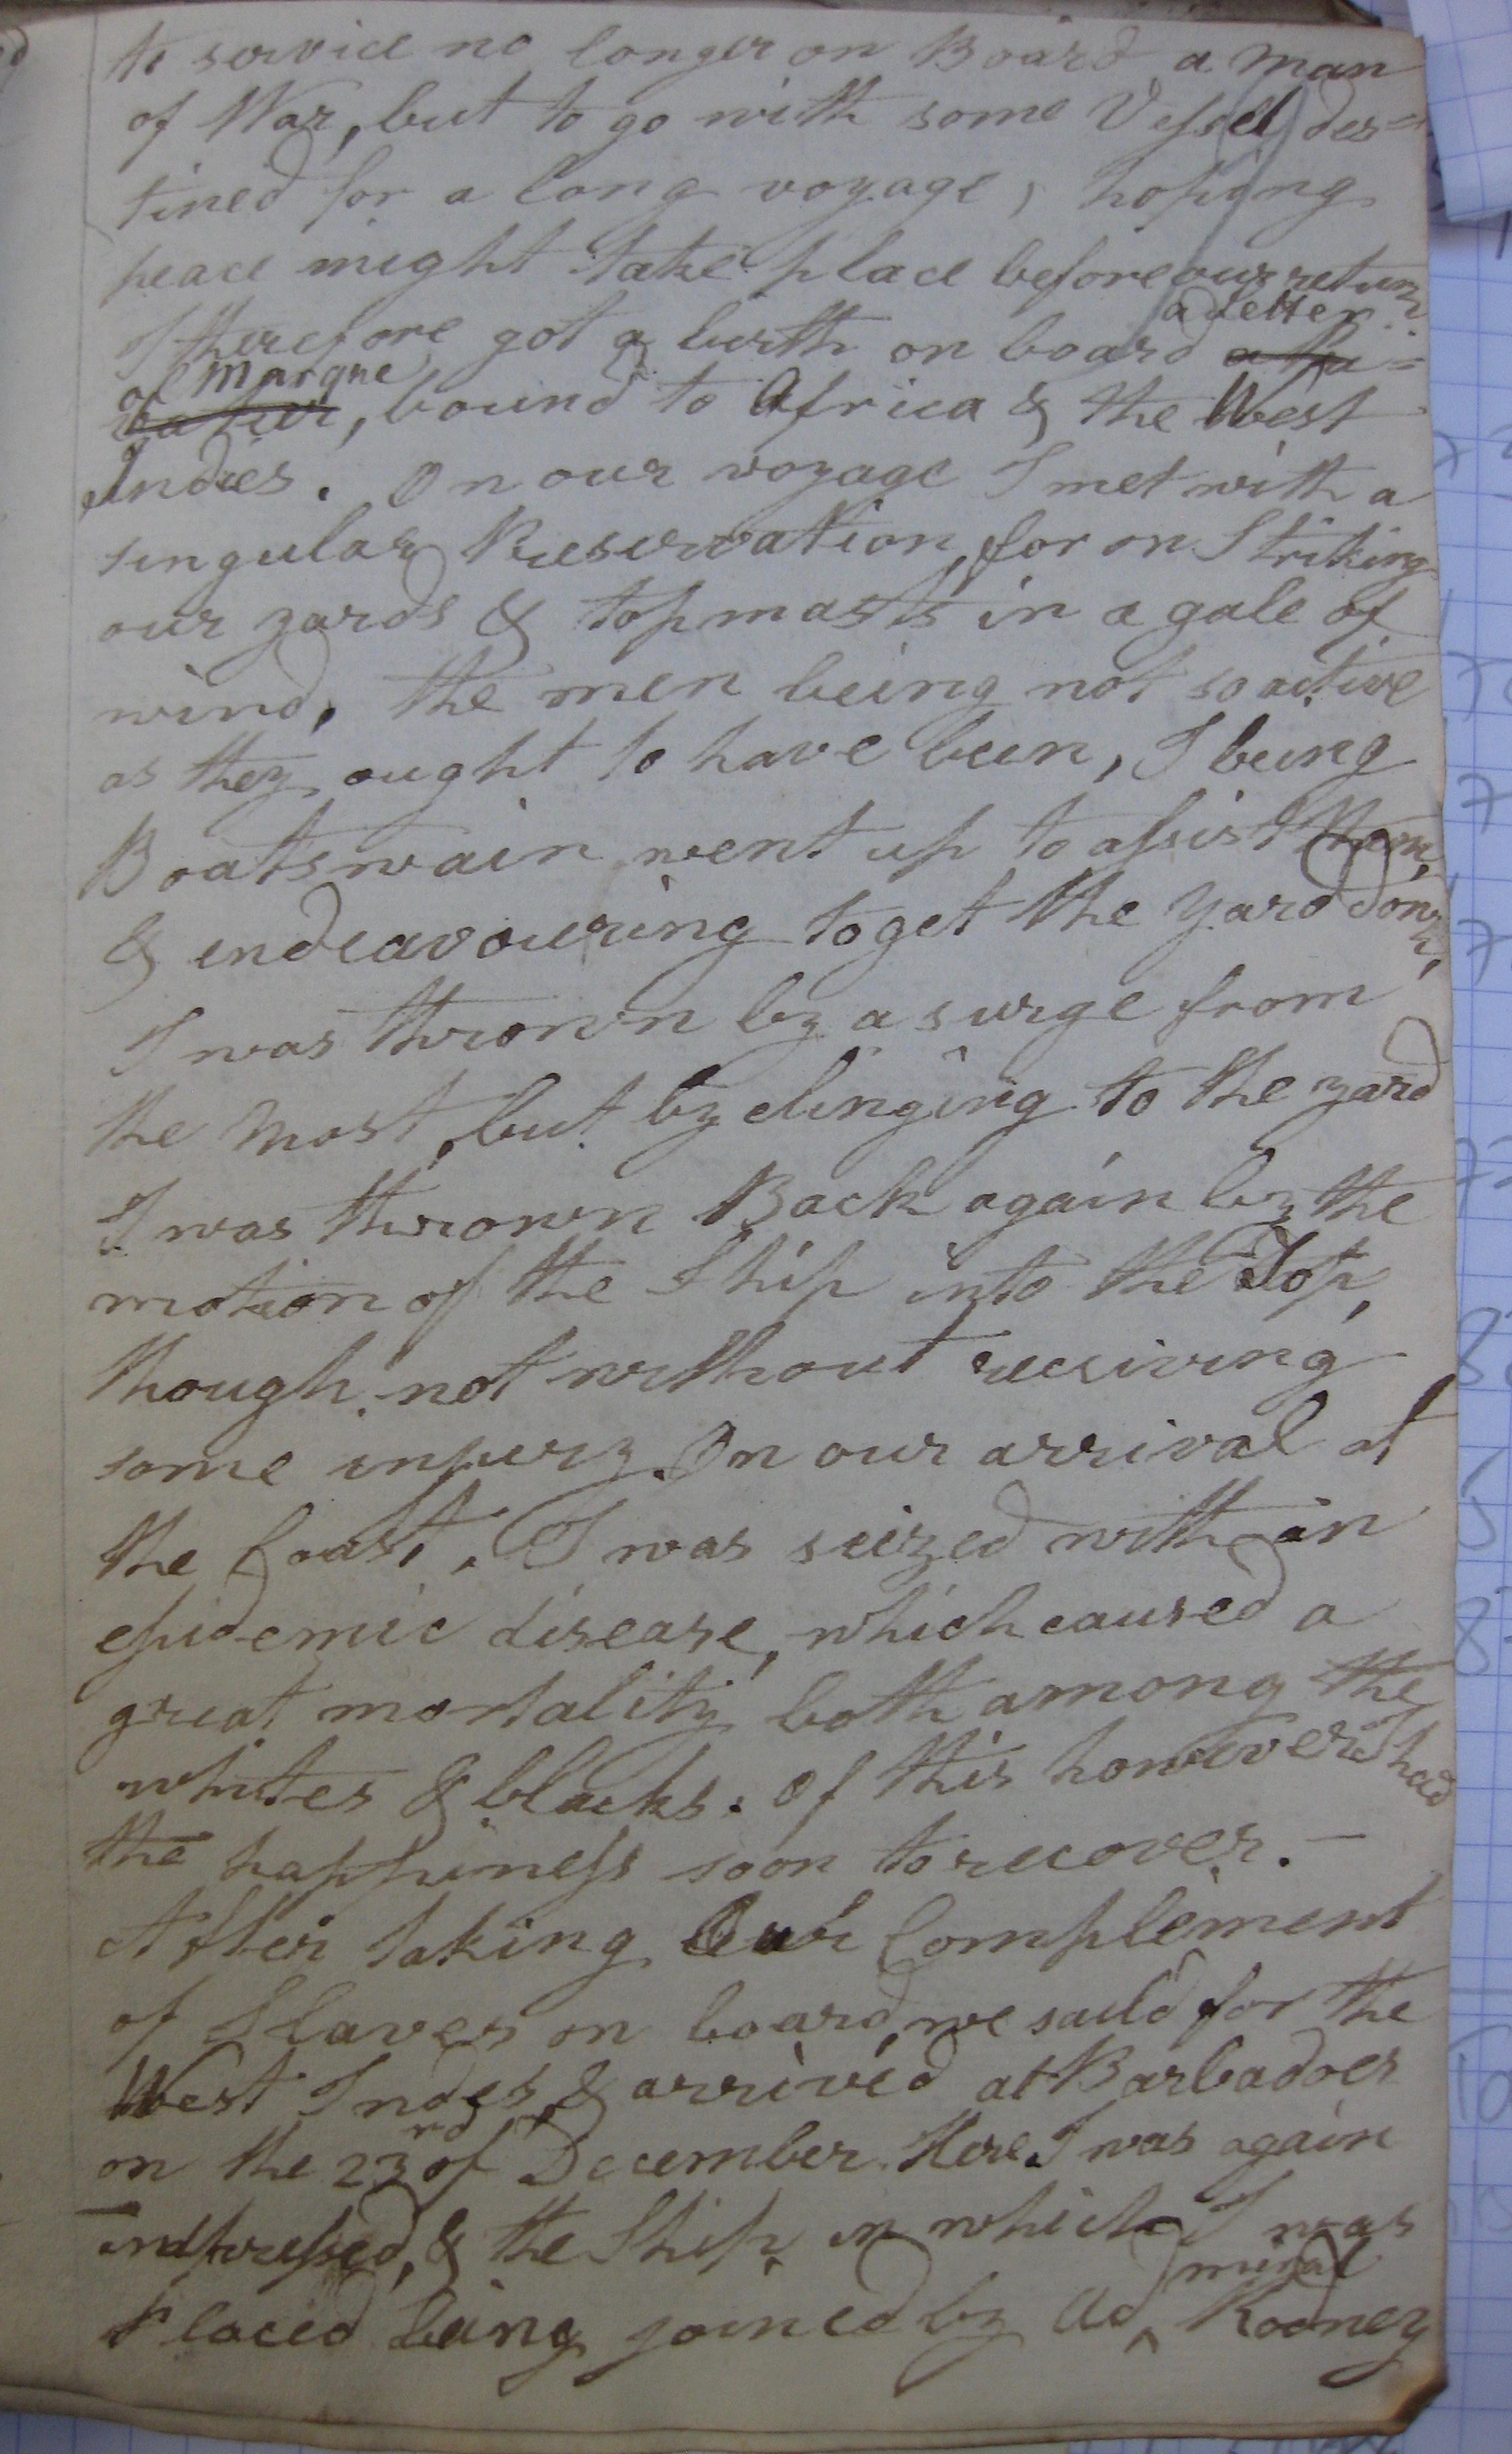 to service no longer on Board a man
of War, but to go with some Vessel des=
tined for a long voyage, hoping
peace might take place before our return.
I therefore got a birth on board a Letter
of Marque, bound to Africa & the West
Indies. On our voyage I met with a
singular Preservation, for on Striking
our yards & topmasts in a gale of
wind, the men being not so active
as they ought to have been, I being
Boatswain went up to assist them,
& endeavouring to get the yard down,
I was thrown by a surge from
the Mast, but by clinging to the yard
I was thrown Back again by the
motion of the Ship into the Top,
though not without receiving
some injury. On our arrival at
the Coast, I was seized with an
epidemic disease, which caused a
great mortality both among the
whites & blacks. Of this however I had
the happiness soon to recover. —
After taking Our Complement
of Slaves on board, we sail'd for the
West Indes, & arrived at Barbadoes
on the 23rd of December. Here I was again
impressed, & the Ship in which I was
placed being joined by Admiral Rodney